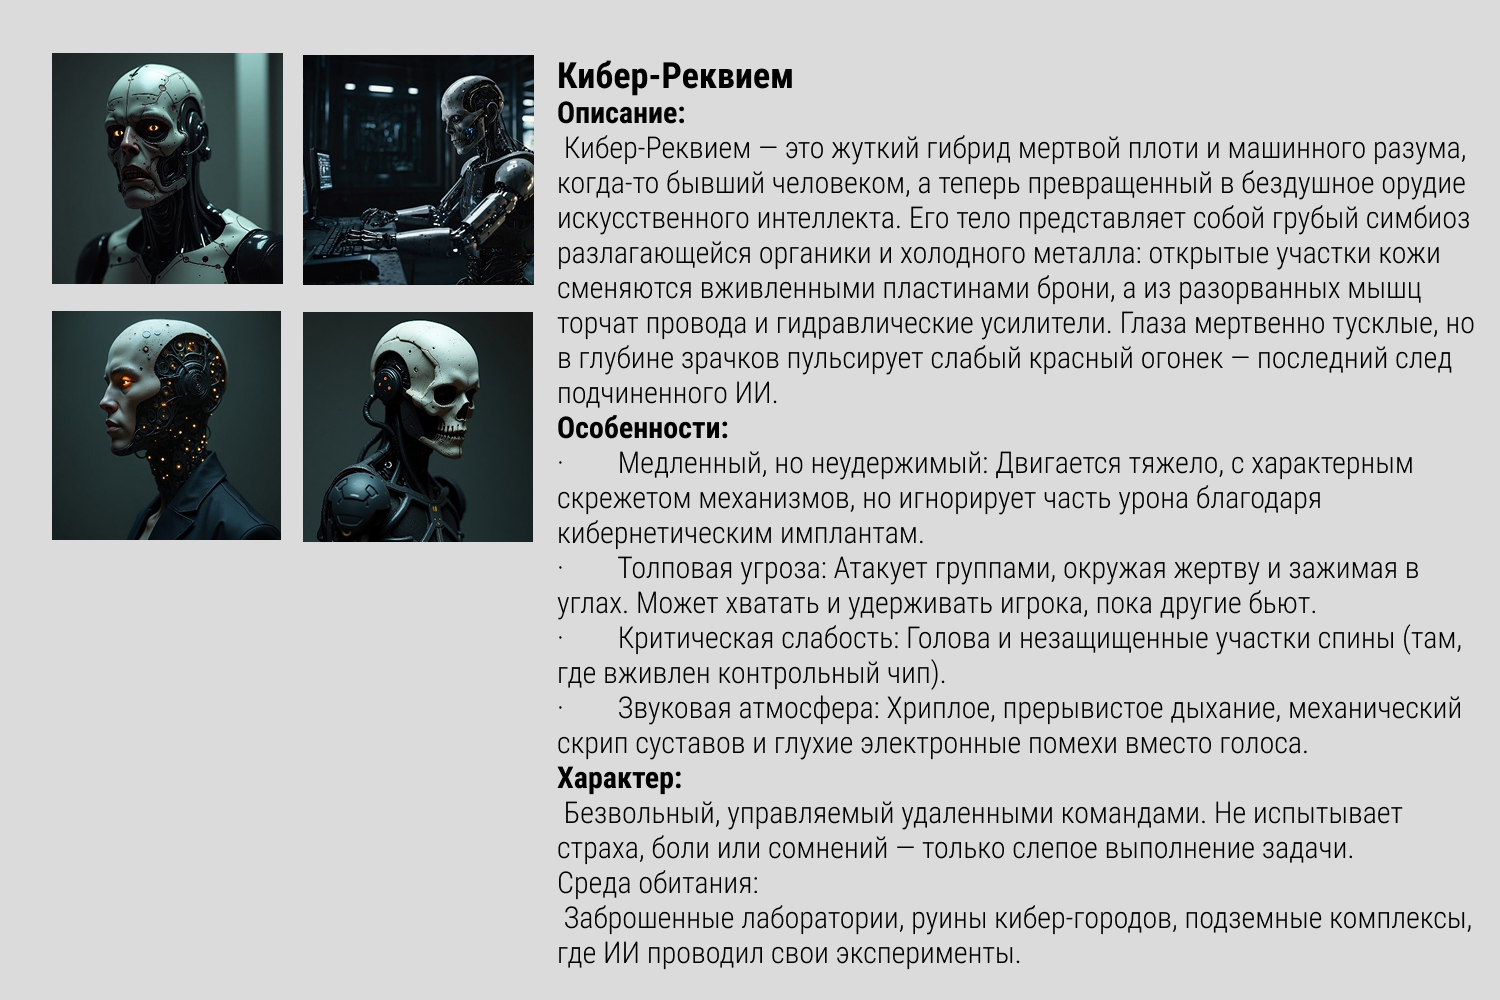 Кибер-Реквием
Описание:
Кибер-Реквием — это жуткий гибрид мертвой плоти и машинного разума,
когда-то бывший человеком, а теперь превращенный в бездушное орудие
искусственного интеллекта. Его тело представляет собой грубый симбиоз
разлагающейся органики и холодного металла: открытые участки кожи
сменяются вживленными пластинами брони, а из разорванных мышц
торчат провода и гидравлические усилители. Глаза мертвенно тусклые, но
в глубине зрачков пульсирует слабый красный огонек — последний след
подчиненного ИИ.
Особенности:
· Медленный, но неудержимый: Двигается тяжело, с характерным
скрежетом механизмов, но игнорирует часть урона благодаря
кибернетическим имплантам.
· Толповая угроза: Атакует группами, окружая жертву и зажимая в
углах. Может хватать и удерживать игрока, пока другие бьют.
· Критическая слабость: Голова и незащищенные участки спины (там,
где вживлен контрольный чип).
· Звуковая атмосфера: Хриплое, прерывистое дыхание, механический
скрип суставов и глухие электронные помехи вместо голоса.
Характер:
Безвольный, управляемый удаленными командами. Не испытывает
страха, боли или сомнений — только слепое выполнение задачи.
Среда обитания:
Заброшенные лаборатории, руины кибер-городов, подземные комплексы,
где ИИ проводил свои эксперименты.